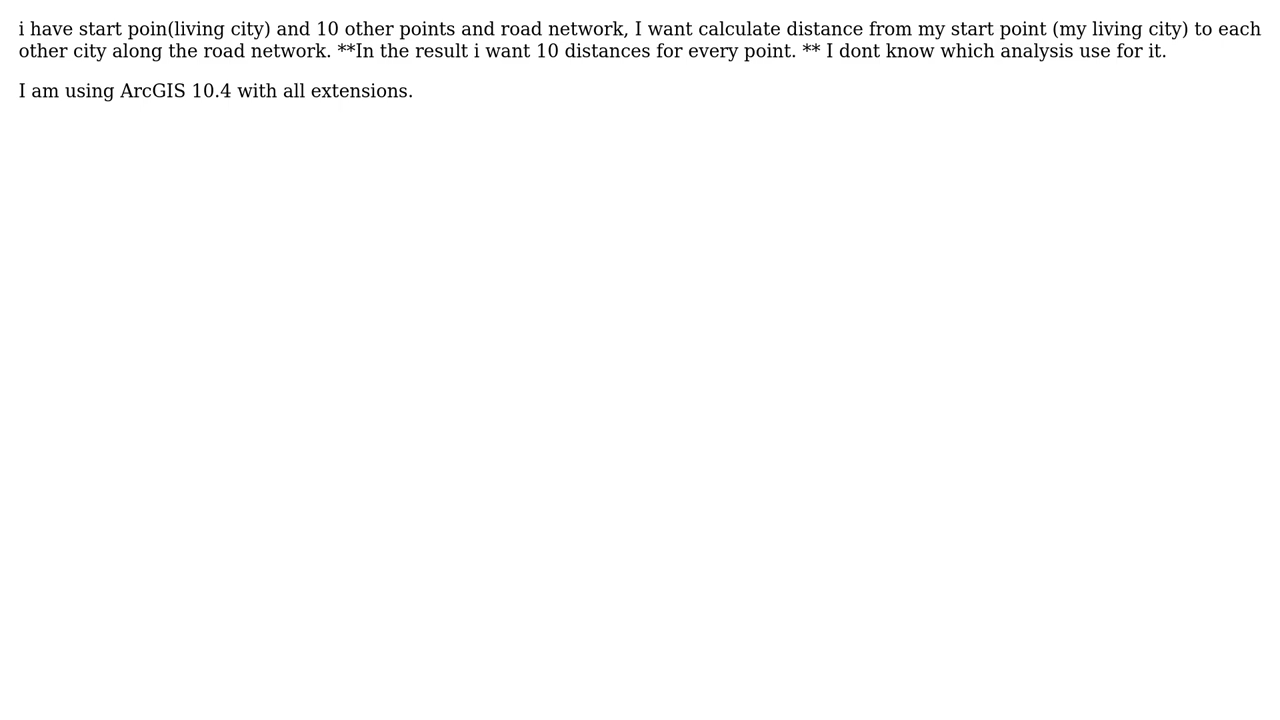 i have start poin(living city) and 10 other points and road network, I want calculate distance from my start point (my living city) to each
other city along the road network. **In the result i want 10 distances for every point. ** I dont know which analysis use for it.
I am using ArcGIS 10.4 with all extensions.